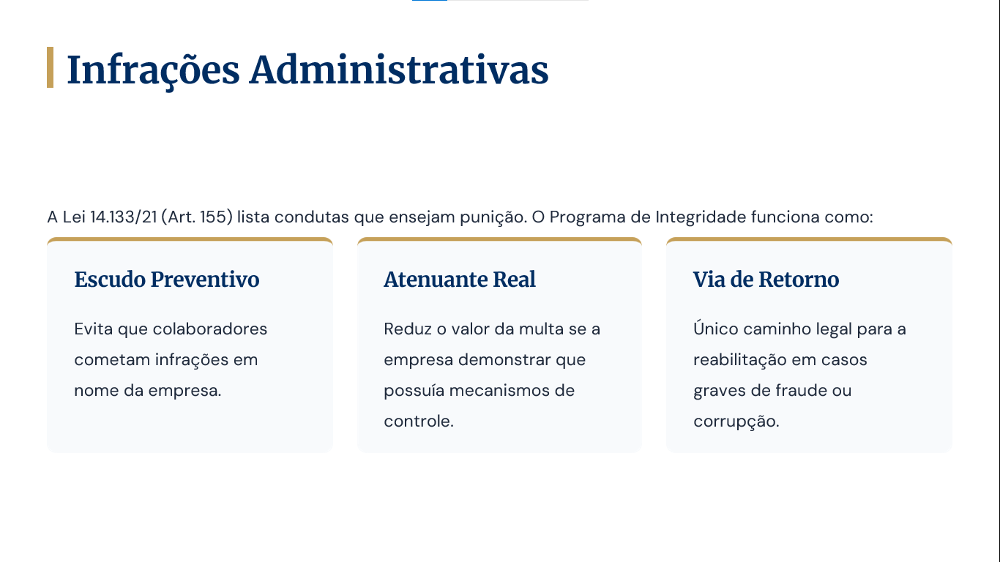 Infrações Administrativas
A Lei 14.133/21 (Art. 155) lista condutas que ensejam punição. O Programa de Integridade funciona como:
Escudo Preventivo
Evita que colaboradores
cometam infrações em
nome da empresa.
Atenuante Real
Reduz o valor da multa se a
empresa demonstrar que
possuía mecanismos de
controle.
Via de Retorno
Único caminho legal para a
reabilitação em casos
graves de fraude ou
corrupção.